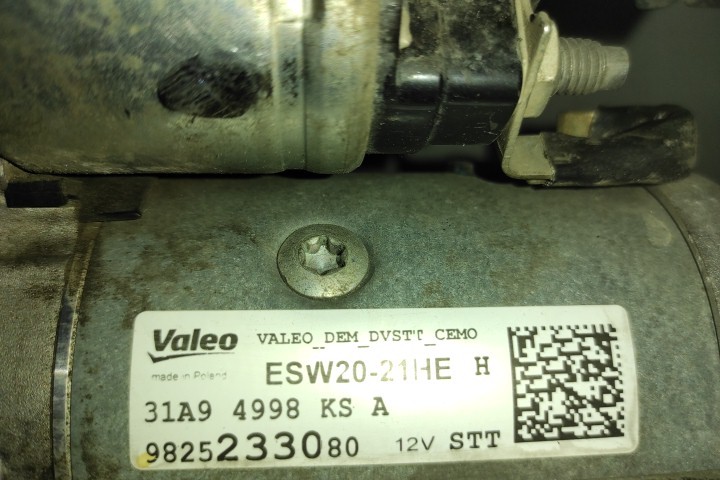 Valeo VALEO_DEM_DVSTT_CEMO
made in Poland ESW20-21HE H
31A9 4998 KS A
9825233080 12V STT